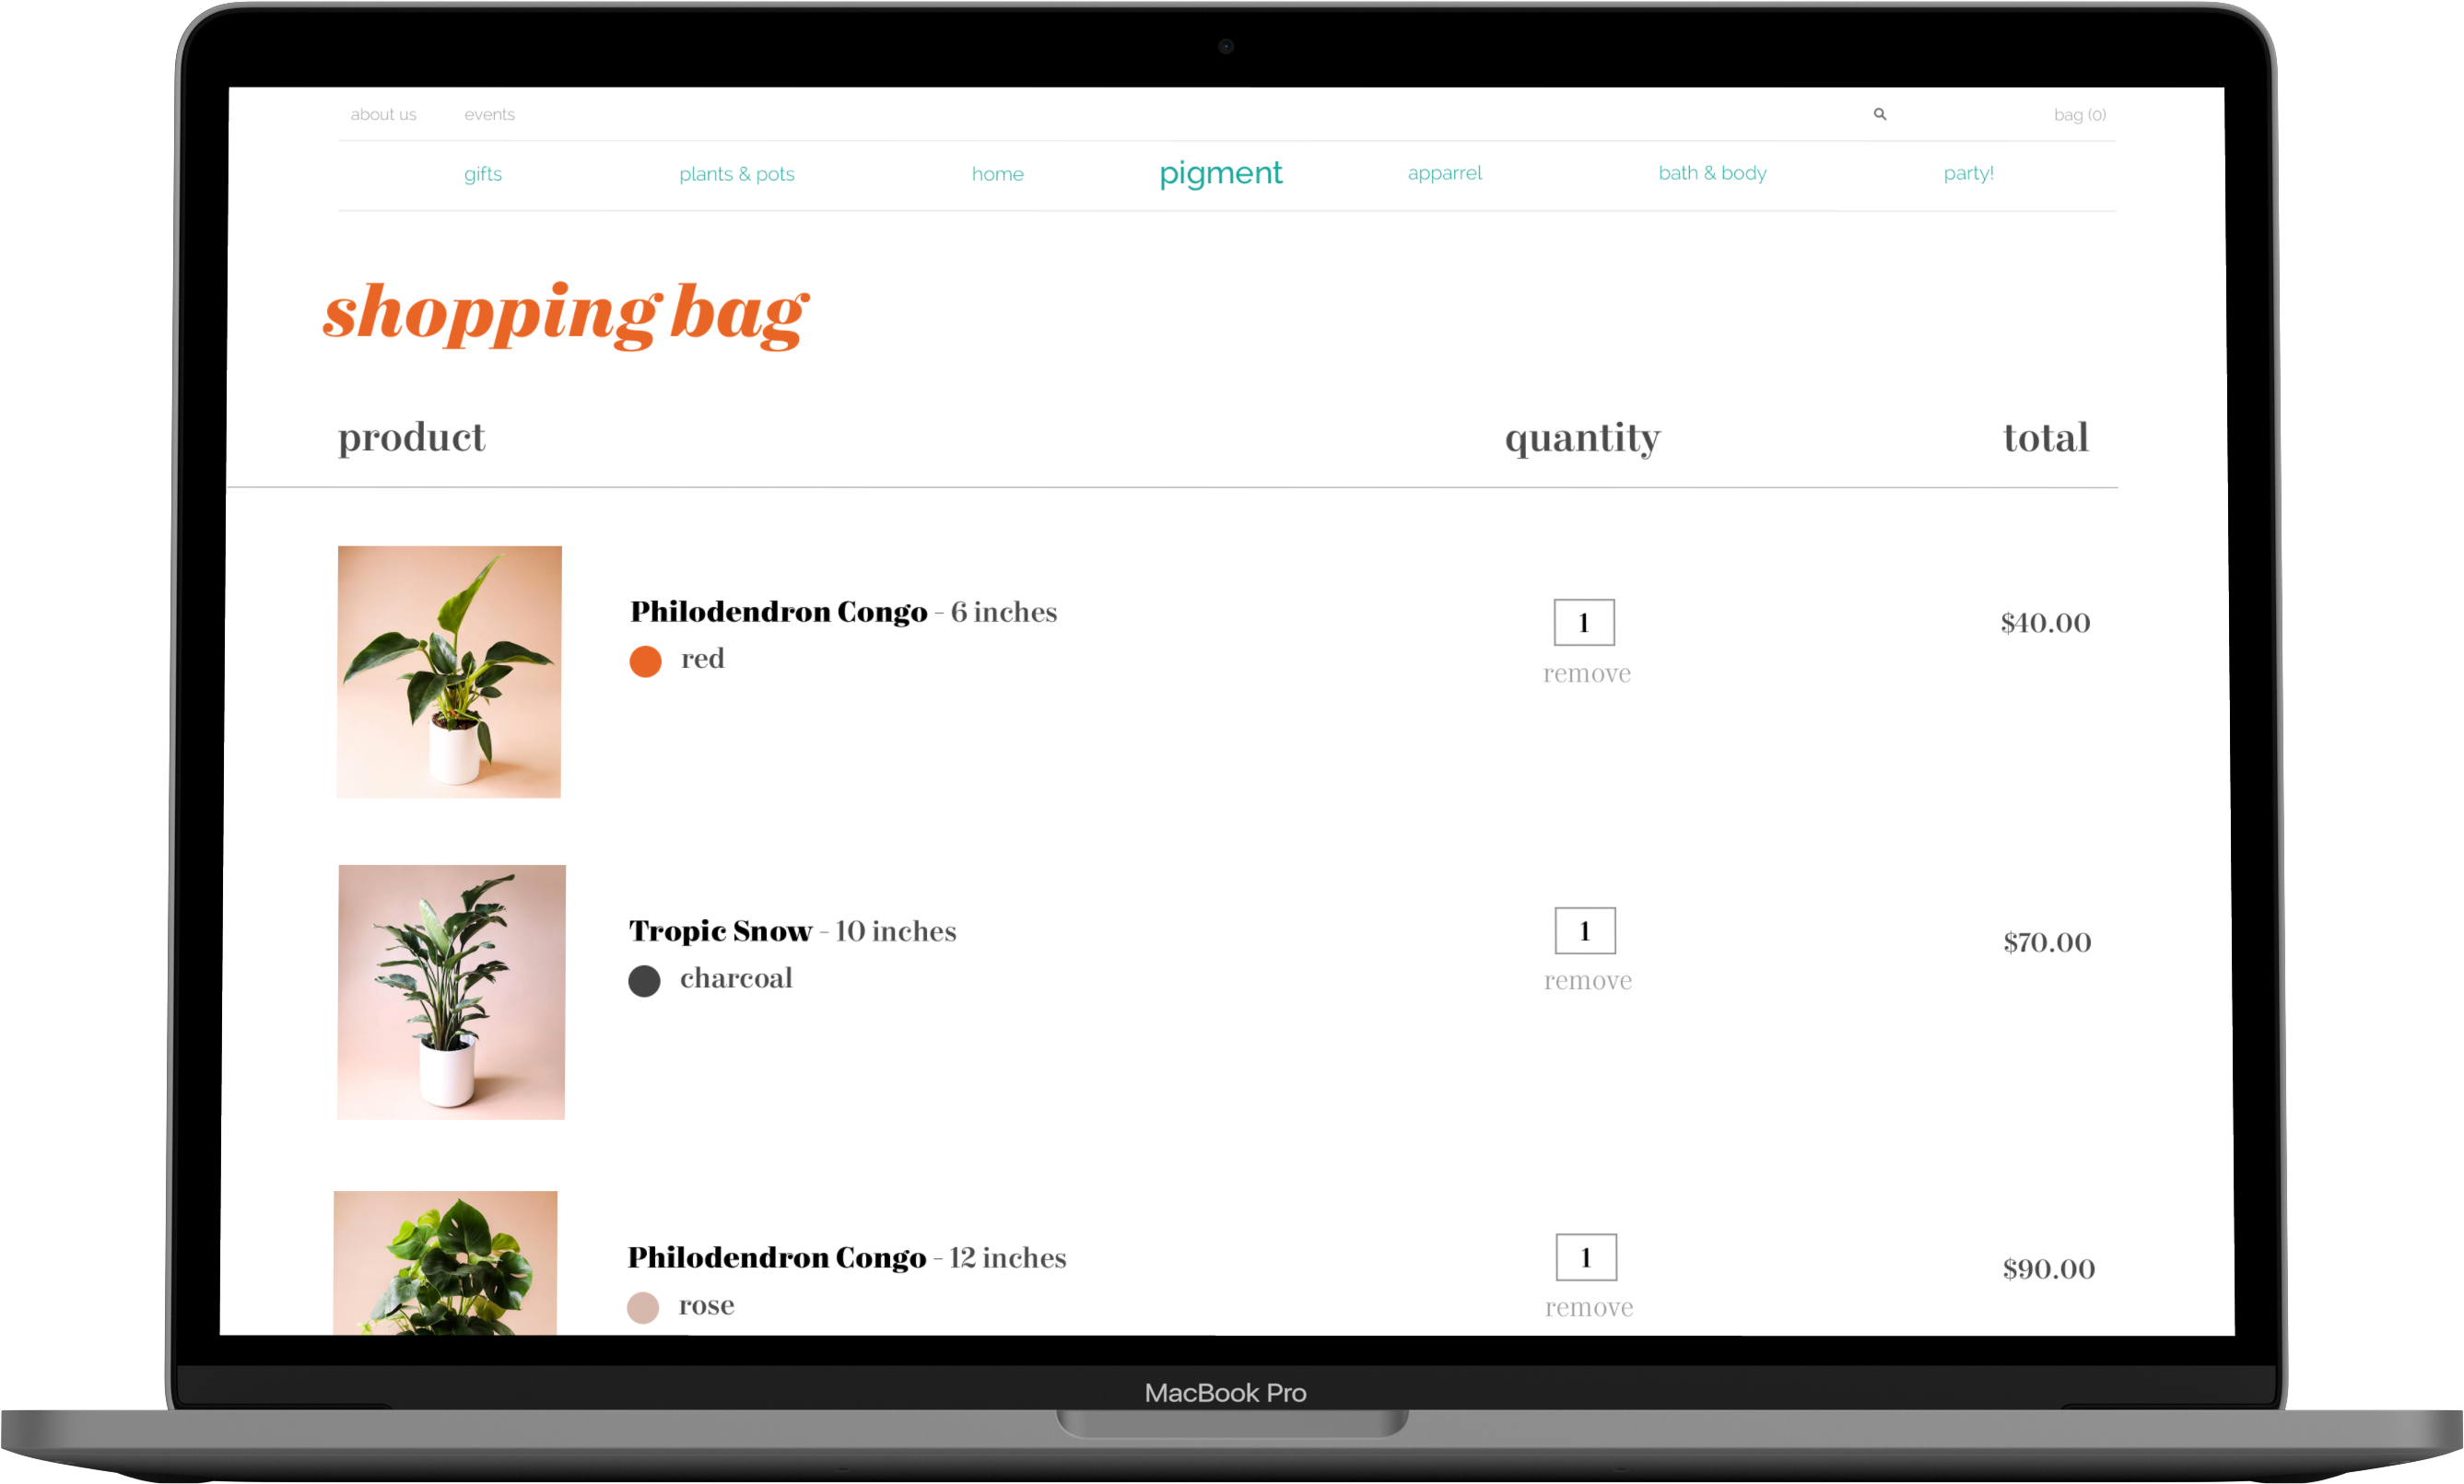 about us events bag (0)
gifts plants & pots home pigment apparrel bath & body party!
shopping bag
product quantity total
Philodendron Congo - 6 inches
red
1
remove
$40.00
Tropic Snow - 10 inches
charcoal
1
remove
$70.00
Philodendron Congo - 12 inches
rose
1
remove
$90.00
MacBook Pro